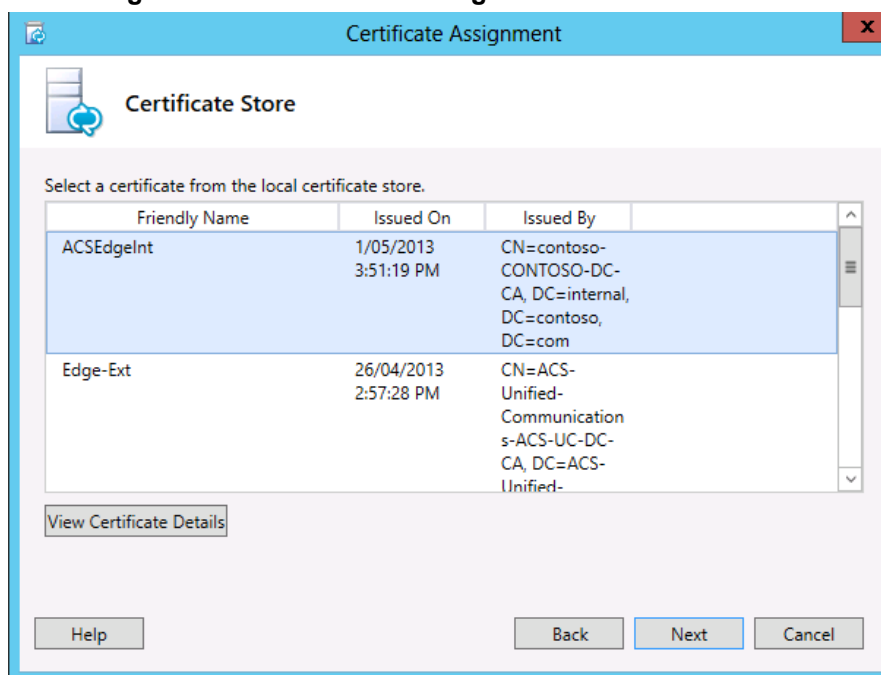 Certificate Assignment
x
Certificate Store
Select a certificate from the local certificate store.
Friendly Name Issued On Issued By
ACSEdgeInt 1/05/2013 CN=contoso-
3:51:19 PM CONTOSO-DC-
CA, DC=internal,
DC=contoso,
DC=com
Edge-Ext 26/04/2013 CN=ACS-
2:57:28 PM Unified-
Communication
s-ACS-UC-DC-
CA, DC=ACS-
Unified-
View Certificate Details
Help Back Next Cancel